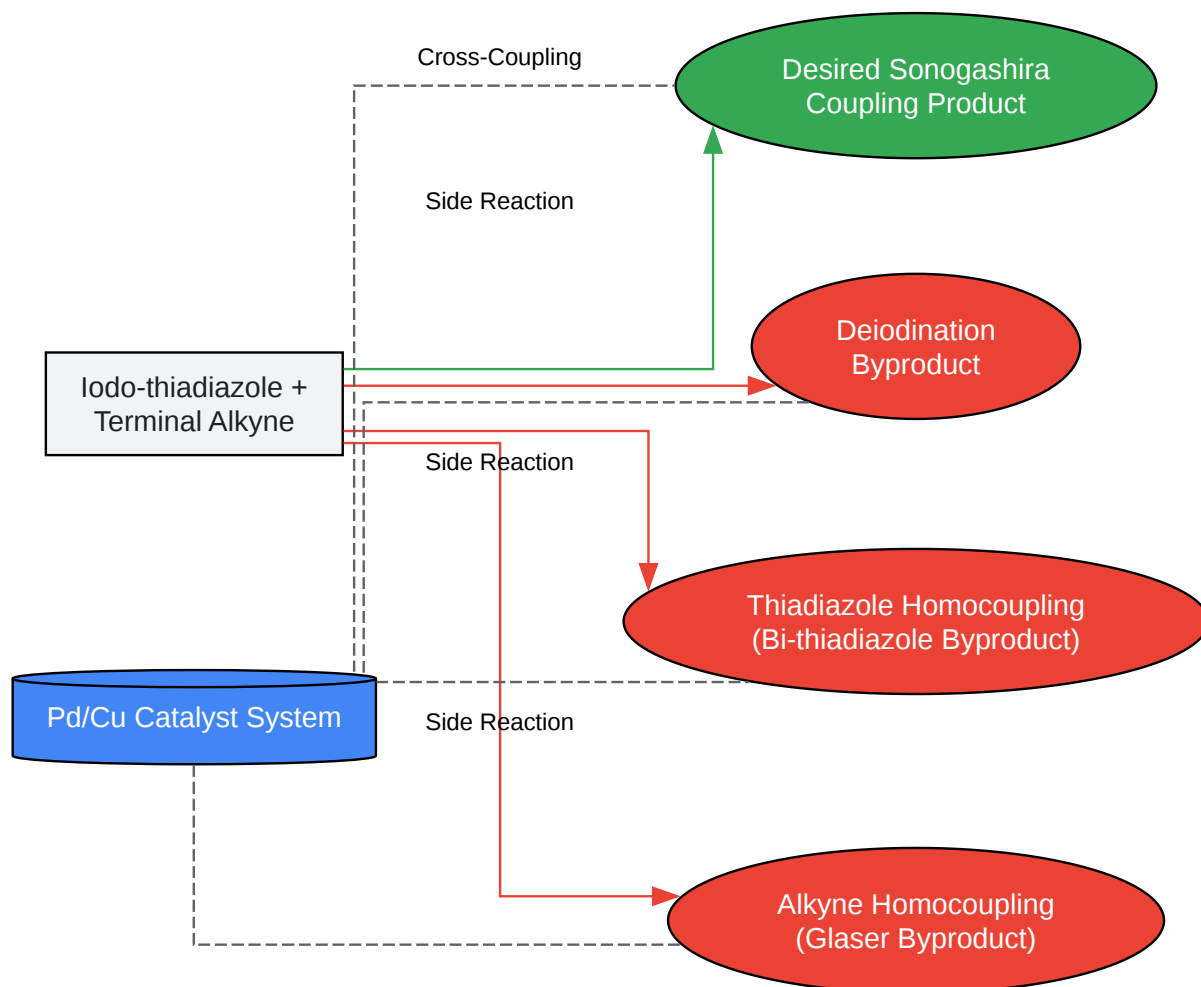 Cross-Coupling
Desired Sonogashira
Coupling Product
Side Reaction
Deiodination
Byproduct
Iodo-thiadiazole +
Terminal Alkyne
Side Reaction
Thiadiazole Homocoupling
(Bi-thiadiazole Byproduct)
Pd/Cu Catalyst System
Side Reaction
Alkyne Homocoupling
(Glaser Byproduct)